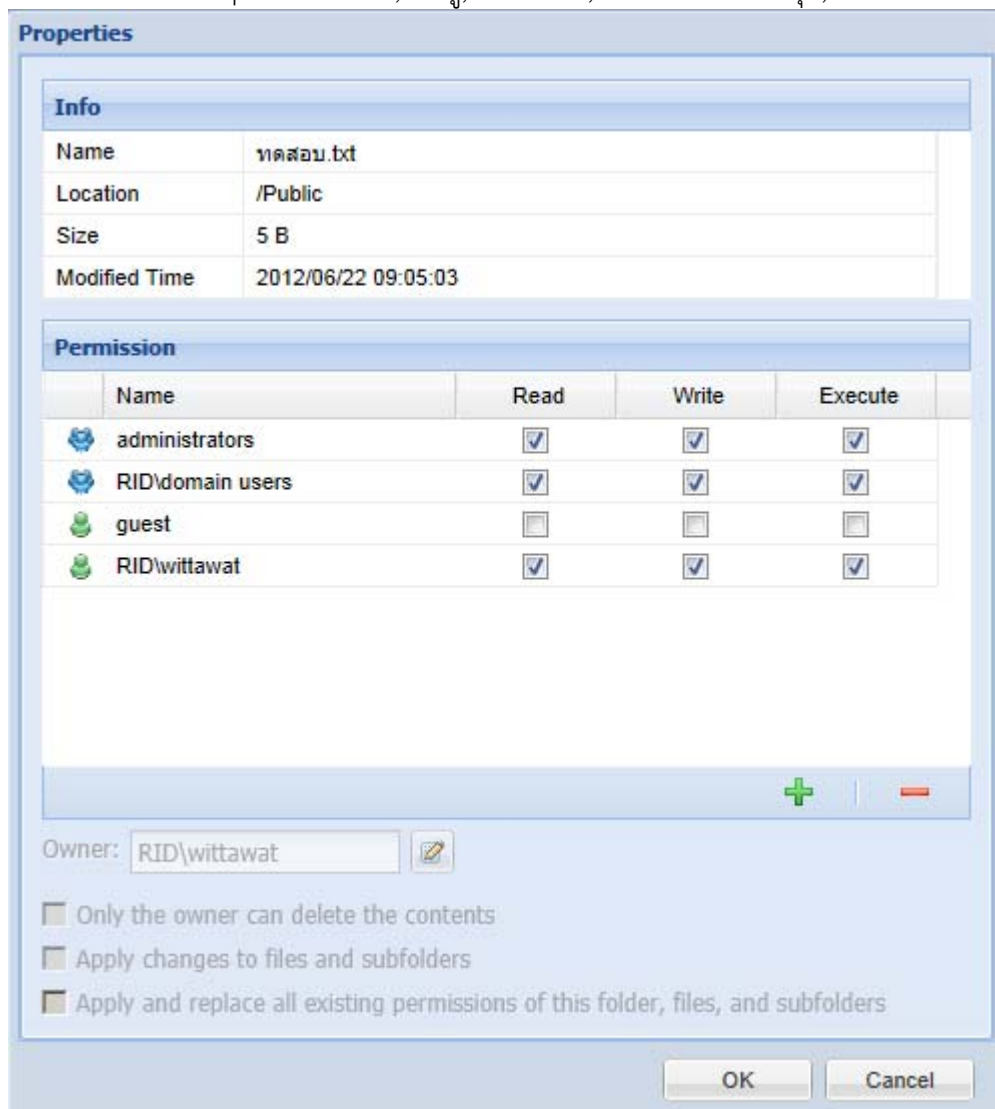 Properties
Info
Name ทดสอบ.txt
Location /Public
Size 5 B
Modified Time 2012/06/22 09:05:03
Permission
Name Read Write Execute
administrators
RID\domain users
guest
RID\wittawat
Owner: RID\wittawat
Only the owner can delete the contents
Apply changes to files and subfolders
Apply and replace all existing permissions of this folder, files, and subfolders
OK Cancel